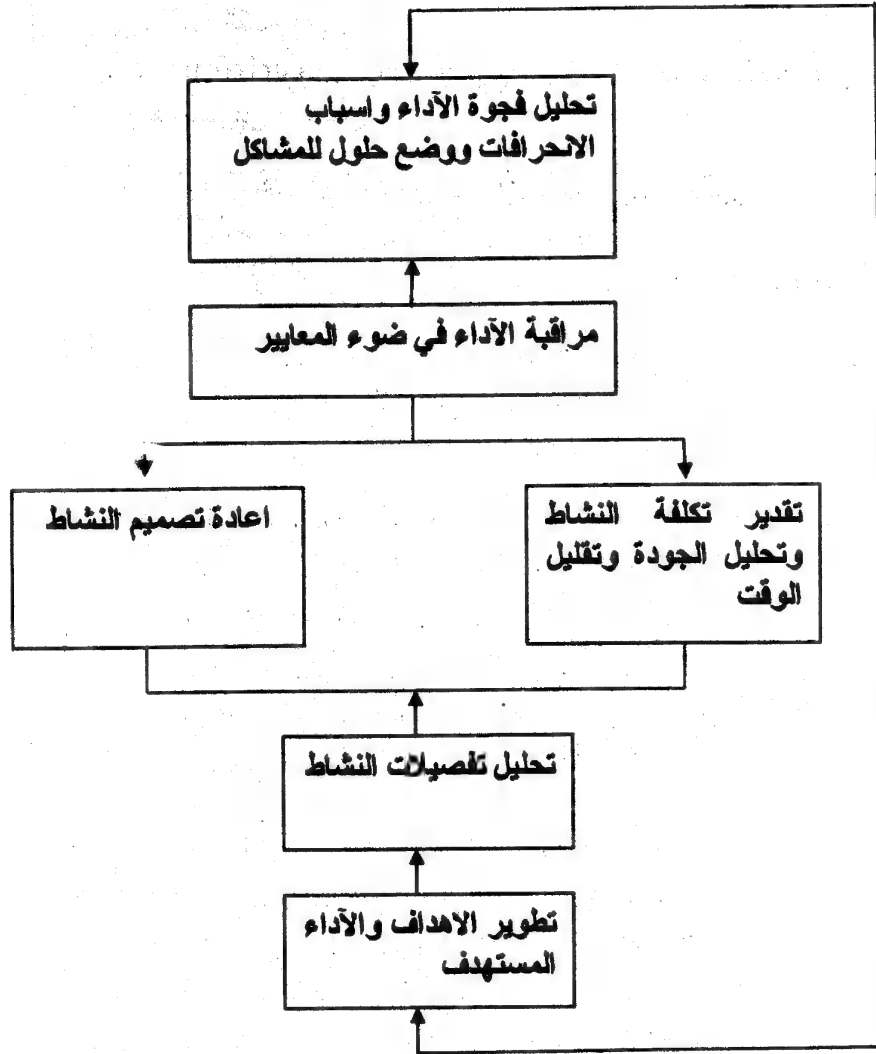 تحليل فجوة الآداء واسباب
الانحرافات ووضع حلول للمشاكل
مراقبة الآداء في ضوء المعايير
تقدير تكلفة النشاط
وتحليل الجودة وتقليل
الوقت
اعادة تصميم النشاط
تحليل تفصيلات النشاط
تطوير الاهداف والآداء
المستهدف